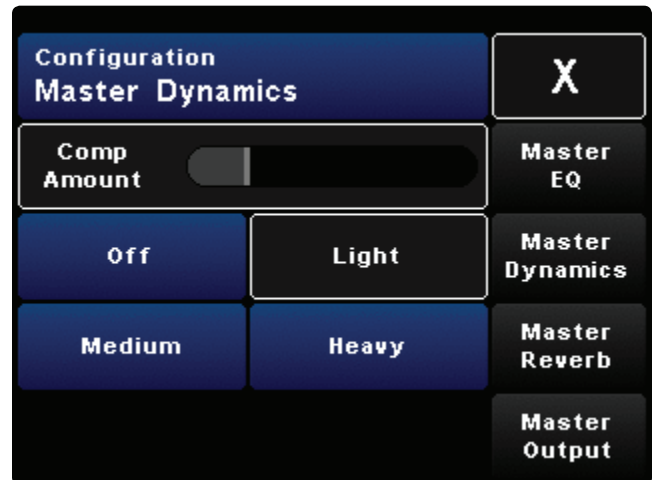 Configuration
Master Dynamics
X
Comp
Amount
Master
EQ
Off
Light
Master
Dynamics
Medium
Heavy
Master
Reverb
Master
Output